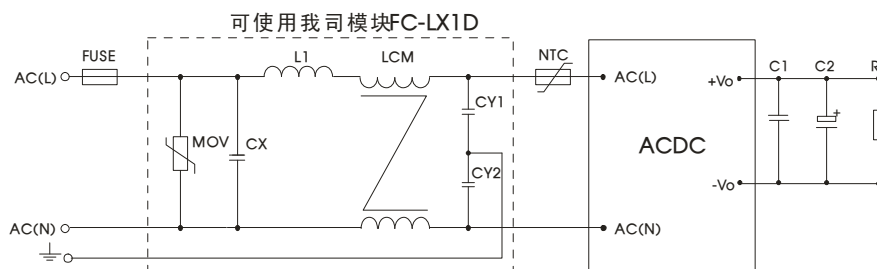 可使用我司模块FC-LX1D
FUSE
L1
LCM
NTC
AC(L)
AC(L)
+Vo
C1
C2
R
CY1
MOV
CX
ACDC
CY2
-Vo
AC(N)
AC(N)
+